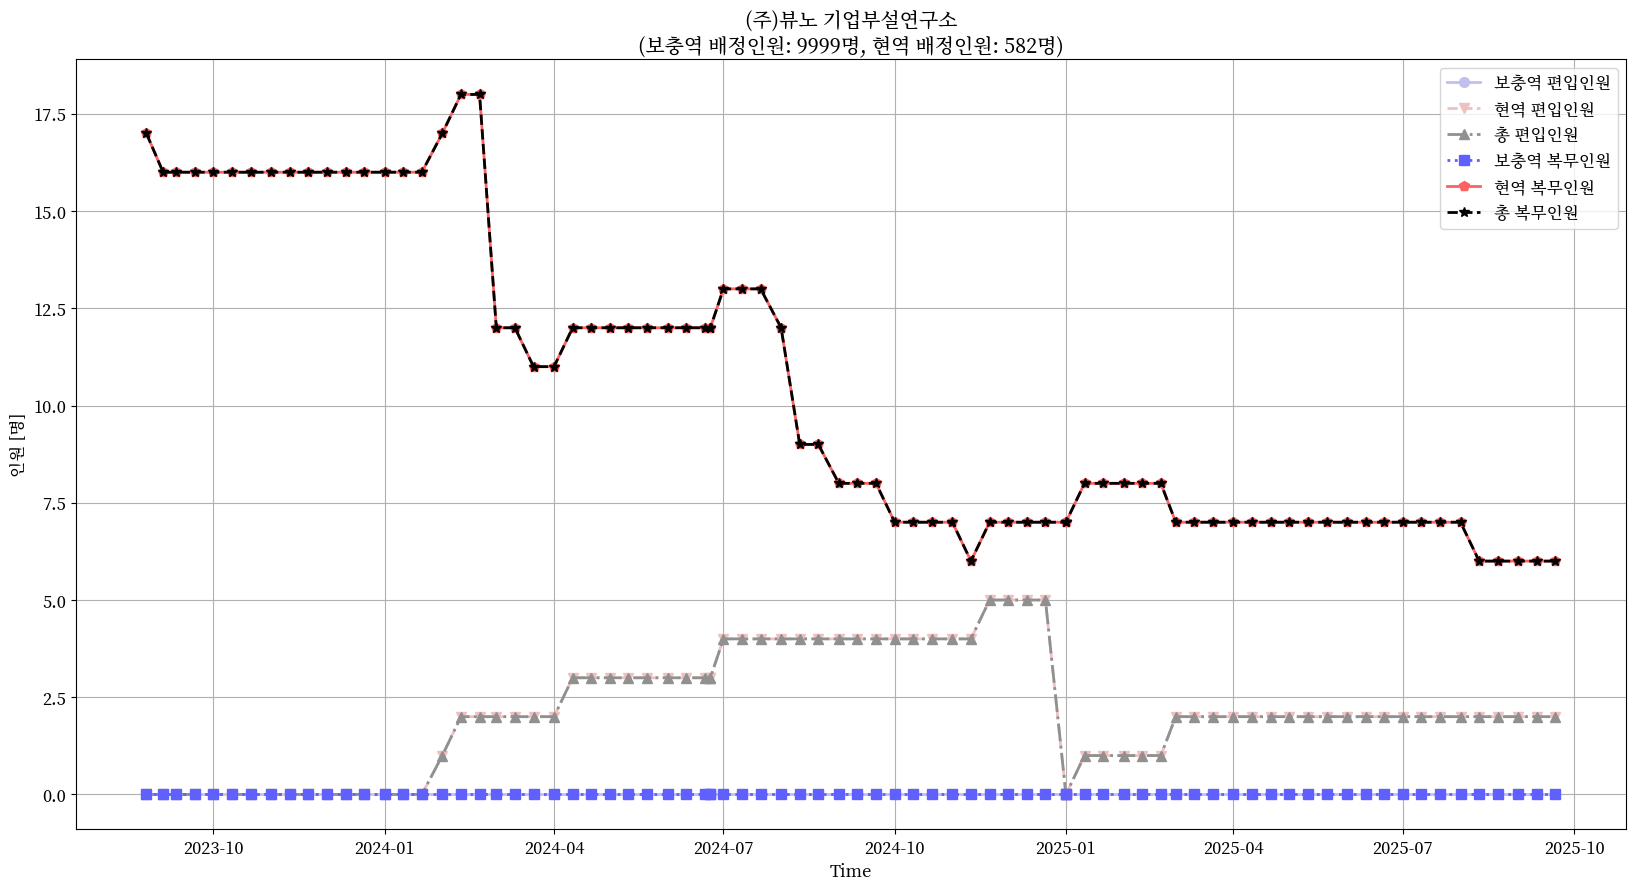 (주)뷰노 기업부설연구소
(보충역 배정인원: 9999명, 현역 배정인원: 582명)
보충역 편입인원
현역 편입인원
총 편입인원
보충역 복무인원
현역 복무인원
총 복무인원
인원 [명]
17.5
15.0
12.5
10.0
7.5
5.0
2.5
0.0
2023-10
2024-01
2024-04
2024-07
2024-10
2025-01
2025-04
2025-07
2025-10
Time